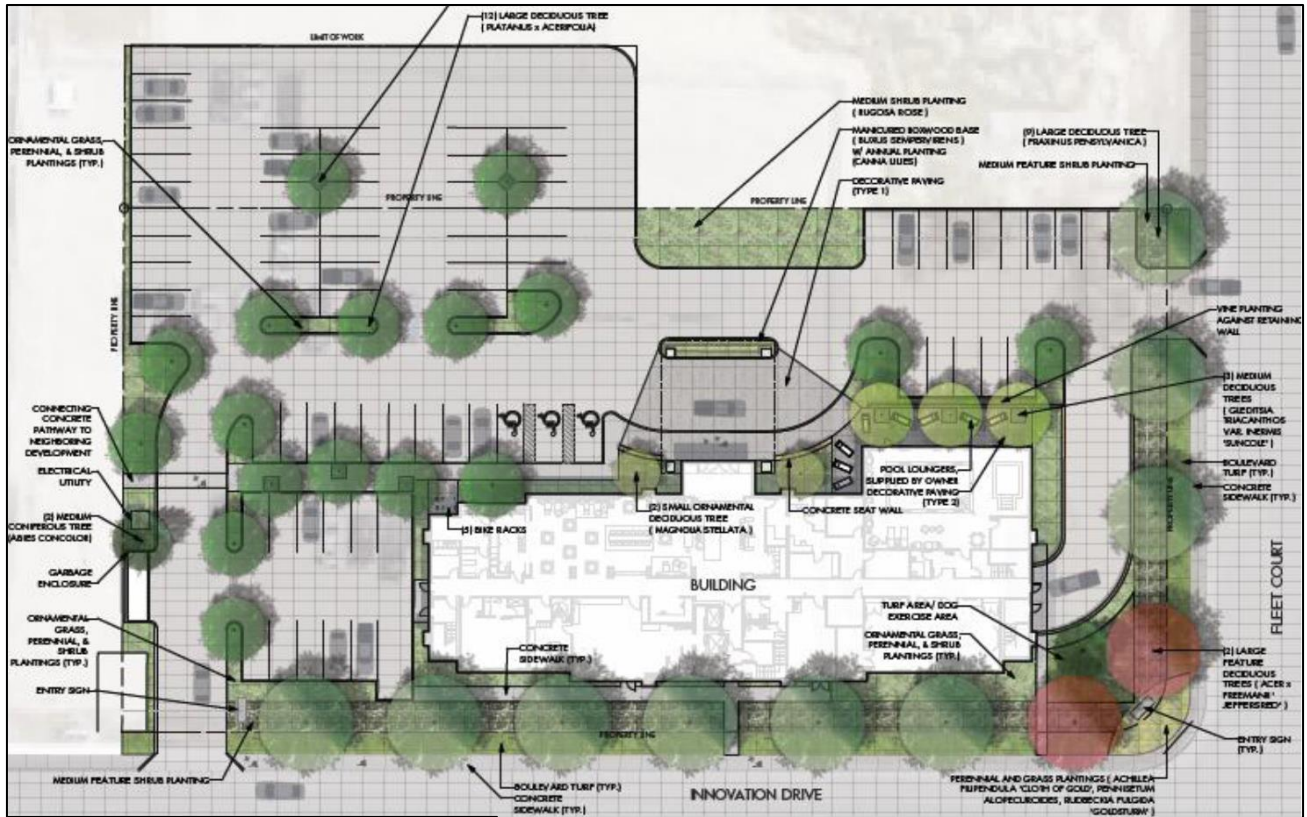 (12) LARGE DECIDUOUS TREE
( PLATANUS x ACERIFOLIA)
LIMIT OF WORK
ORNAMENTAL GRASS,
PERENNIAL, & SHRUB
PLANTINGS (TYP.)
MEDIUM SHRUB PLANTING
( RUGOSA ROSE )
MANICURED BOXWOOD BASE
( BUXUS SEMPERVIRENS )
W/ ANNUAL PLANTING
(CANNA LILIES)
DECORATIVE PAVING
(TYPE 1)
(9) LARGE DECIDUOUS TREE
( FRAXINUS PENSYLVANICA )
MEDIUM FEATURE SHRUB PLANTING
PROPERTY LINE
PROPERTY LINE
PROPERTY LINE
VINE PLANTING
AGAINST RETAINING
WALL
(3) MEDIUM
DECIDUOUS
TREES
( GLEDITSIA
TRIACANTHOS
VAR. INERMIS
'SUNCOLE' )
BOULEVARD
TURF (TYP.)
CONCRETE
SIDEWALK (TYP.)
PROPERTY LINE
FLEET COURT
CONNECTING
CONCRETE
PATHWAY TO
NEIGHBORING
DEVELOPMENT
ELECTRICAL
UTILITY
(2) MEDIUM
CONIFEROUS TREE
(ABIES CONCOLOR)
GARBAGE
ENCLOSURE
ORNAMENTAL
GRASS,
PERENNIAL, &
SHRUB
PLANTINGS (TYP.)
ENTRY SIGN
MEDIUM FEATURE SHRUB PLANTING
(5) BIKE RACKS
(2) SMALL ORNAMENTAL
DECIDUOUS TREE
( MAGNOLIA STELLATA )
POOL LOUNGERS,
SUPPLIED BY OWNER
DECORATIVE PAVING
(TYPE 2)
CONCRETE SEAT WALL
BUILDING
TURF AREA/ DOG
EXERCISE AREA
ORNAMENTAL GRASS,
PERENNIAL, & SHRUB
PLANTINGS (TYP.)
CONCRETE
SIDEWALK (TYP.)
(2) LARGE
FEATURE
DECIDUOUS
TREES ( ACER x
FREEMANII '
JEFFERSRED' )
ENTRY SIGN
(TYP.)
PROPERTY LINE
BOULEVARD TURF (TYP.)
CONCRETE
SIDEWALK (TYP.)
INNOVATION DRIVE
PERENNIAL AND GRASS PLANTINGS ( ACHILLEA
FILIPENDULA 'CLOTH OF GOLD', PENNISETUM
ALOPECUROIDES, RUDBECKIA FULGIDA
'GOLDSTURM' )